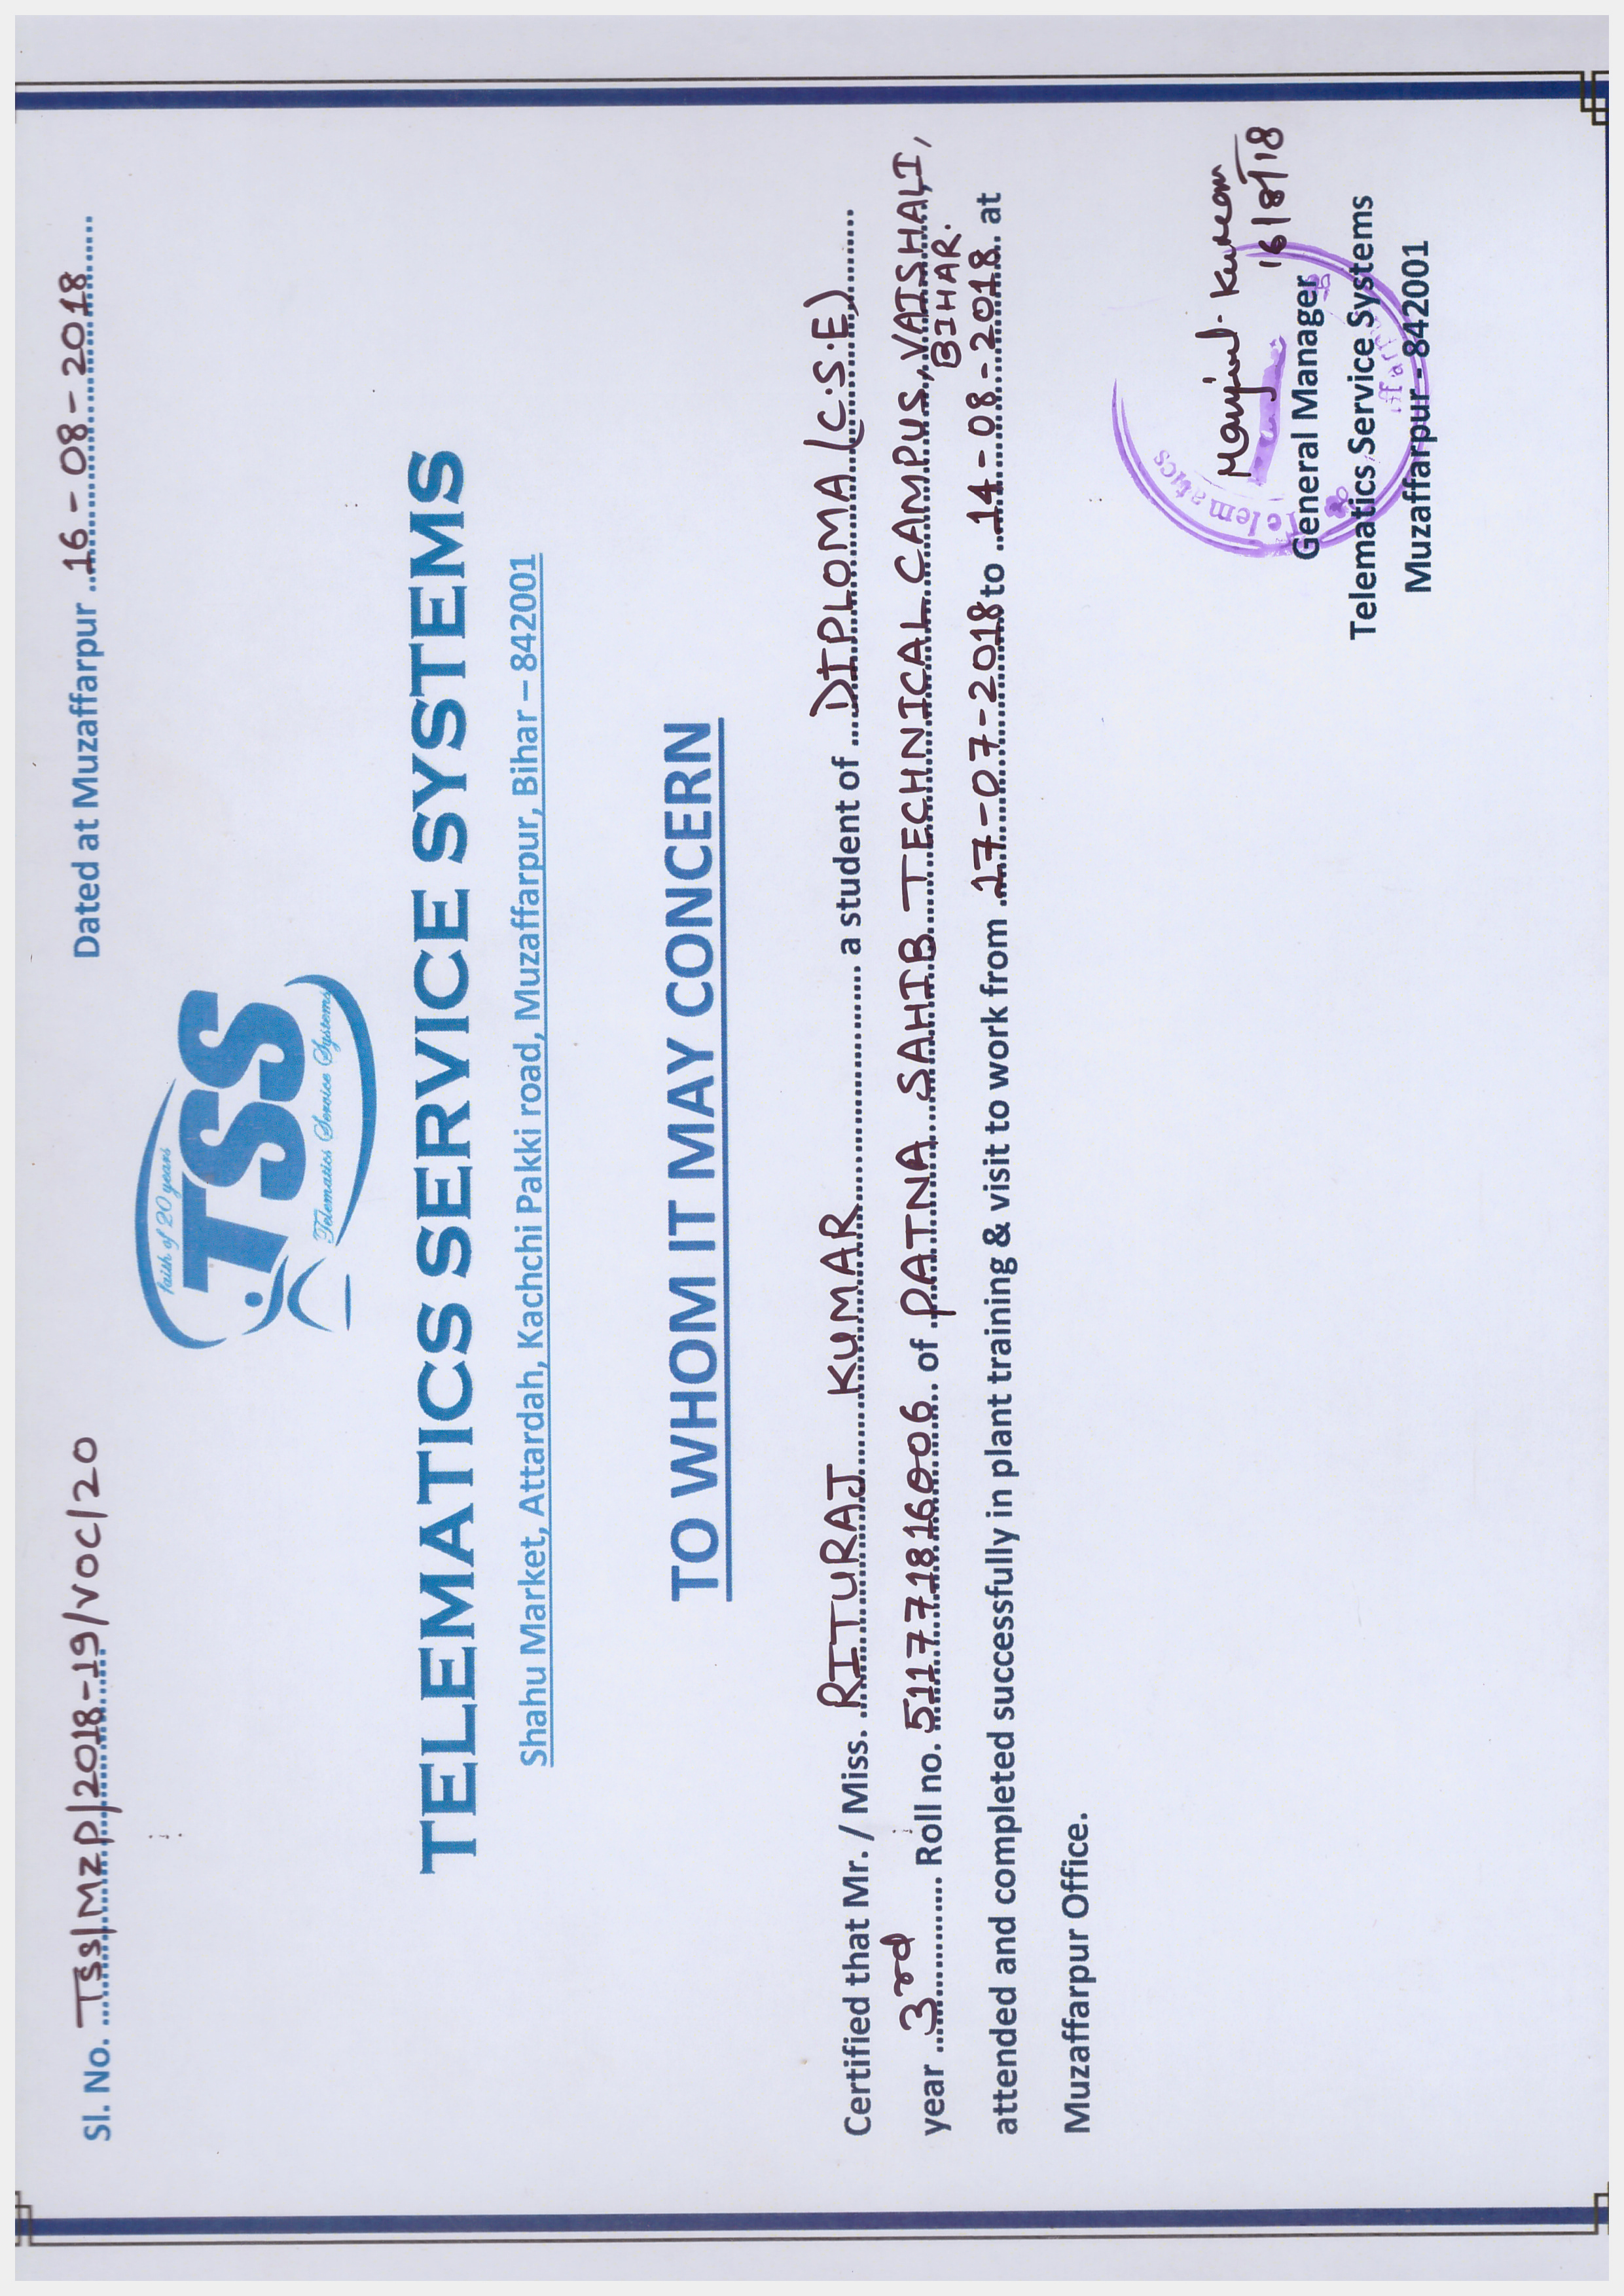 Sl. No. ...TSS/MZP/2018-19/VOC/20
Dated at Muzaffarpur ..16-08-2018......
faith of 20 years
TSS
Telematics Service Systems
TELEMATICS SERVICE SYSTEMS
Shahu Market, Attardah, Kachchi Pakki road, Muzaffarpur, Bihar – 842001
TO WHOM IT MAY CONCERN
Certified that Mr. / Miss. RITURAJ KUMAR........................ a student of ....DIPLOMA (C.S.E).........
year ...3rd............ Roll no. 511771816006.. of ..PATNA SAHIB TECHNICAL CAMPUS, VAISHALI,
BIHAR.
attended and completed successfully in plant training & visit to work from .17-07-2018 to ..14-08-2018. at
Muzaffarpur Office.
Kumar
16/8/18
Telematics
General Manager
Telematics Service Systems
Muzaffarpur - 842001